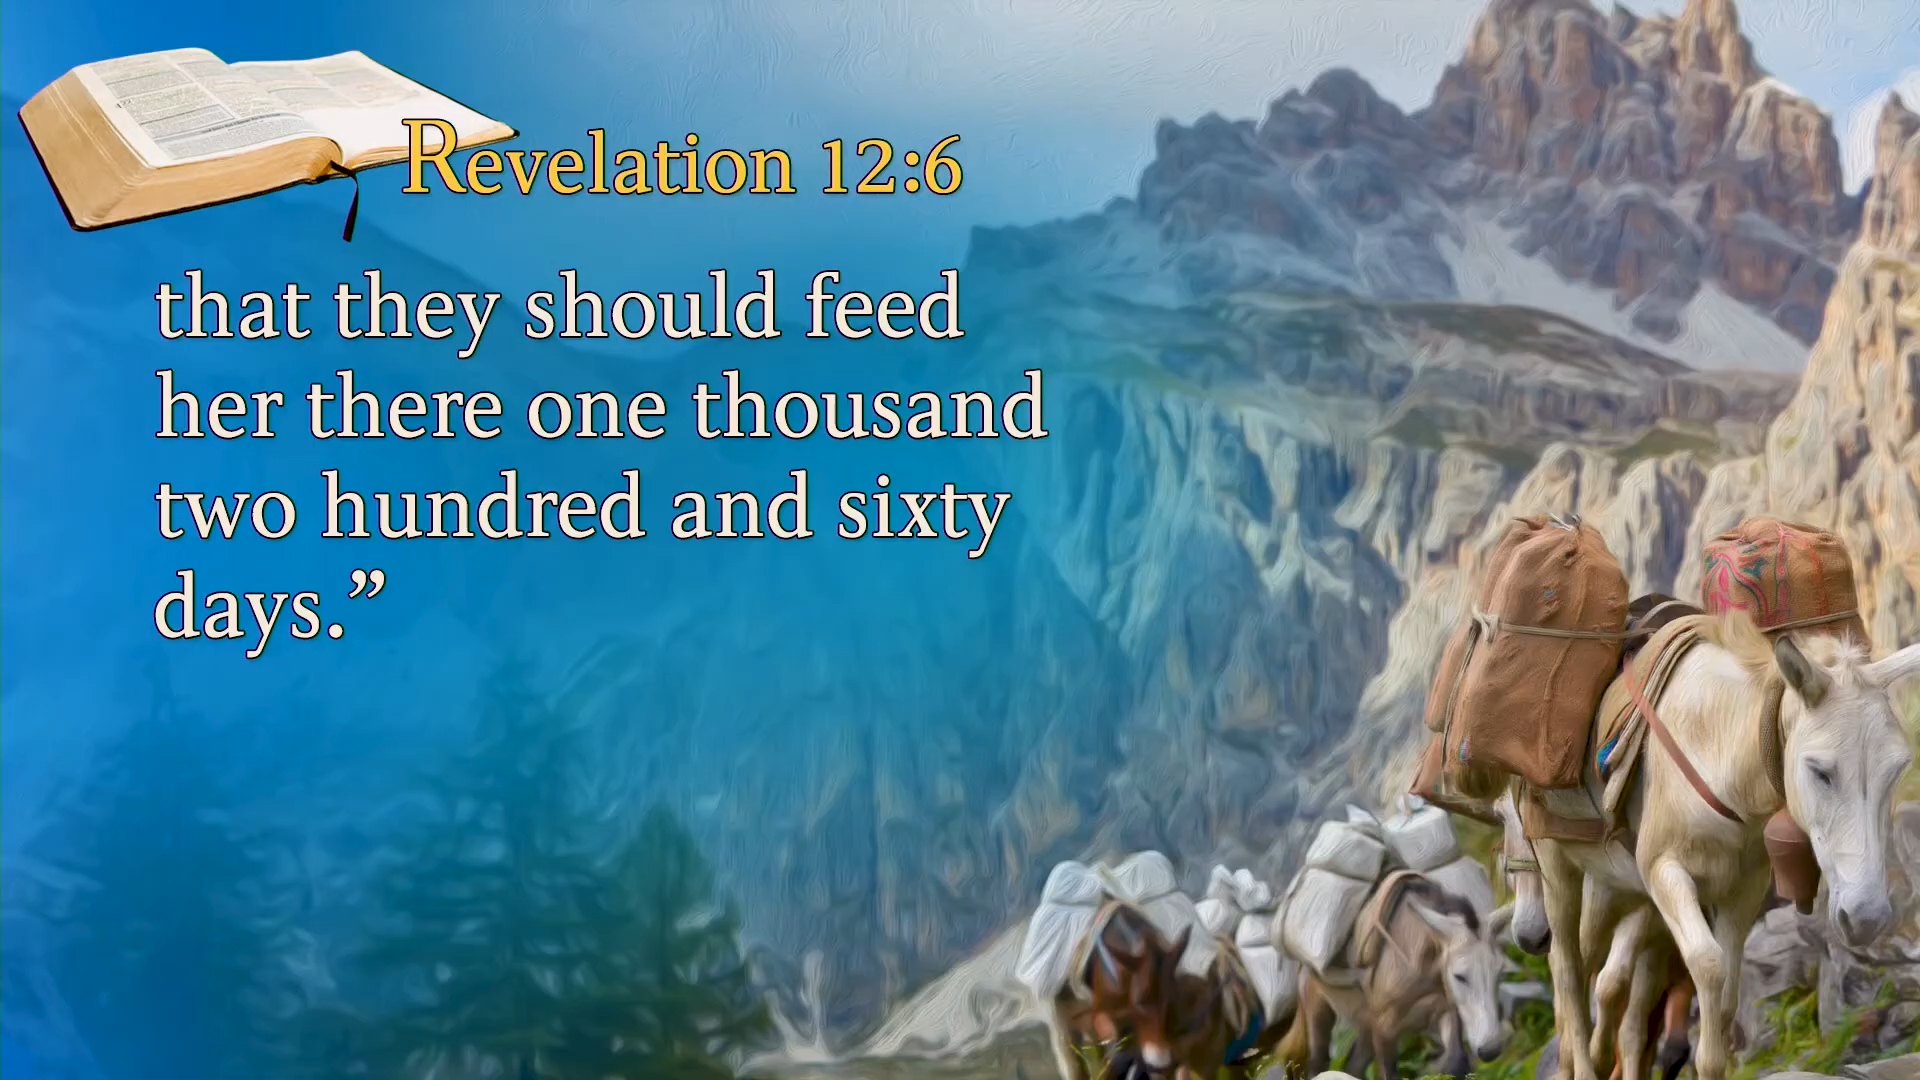 Revelation 12:6
that they should feed
her there one thousand
two hundred and sixty
days.”